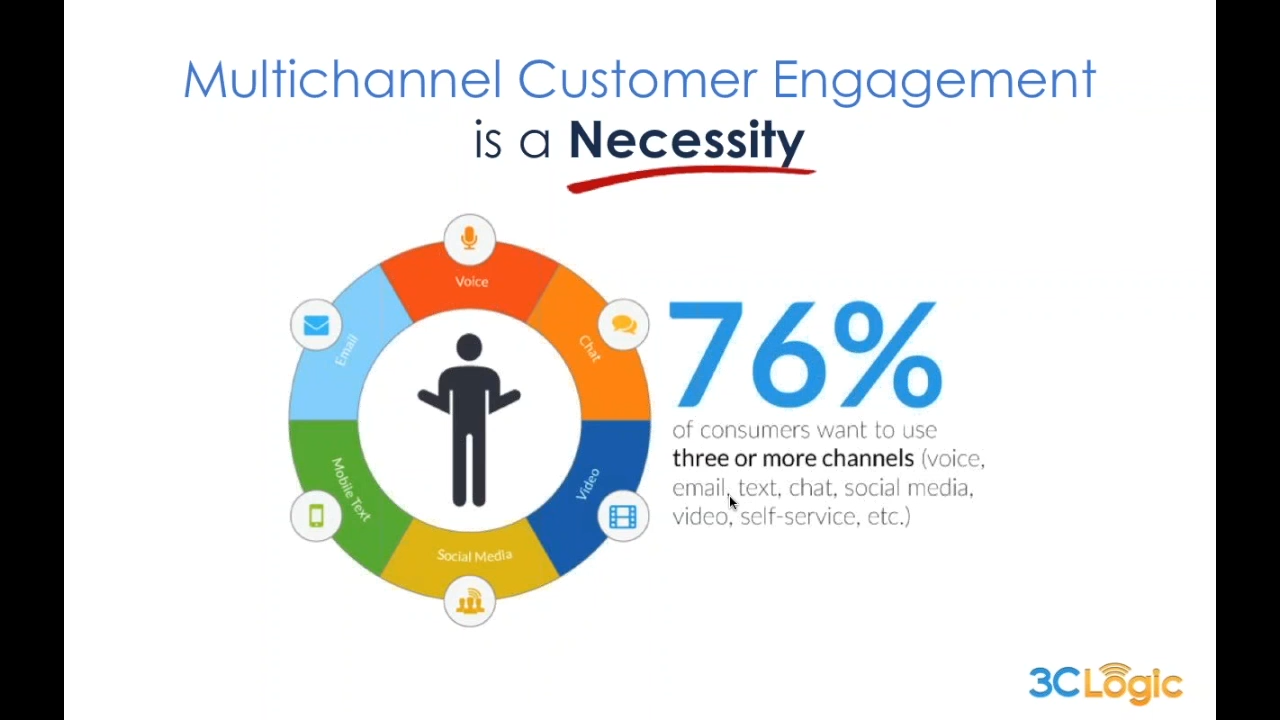 Multichannel Customer Engagement
is a Necessity
Voice
Chat
Email
Video
Mobile Text
Social Media
76%
of consumers want to use
three or more channels (voice,
email, text, chat, social media,
video, self-service, etc.)
3CLogic